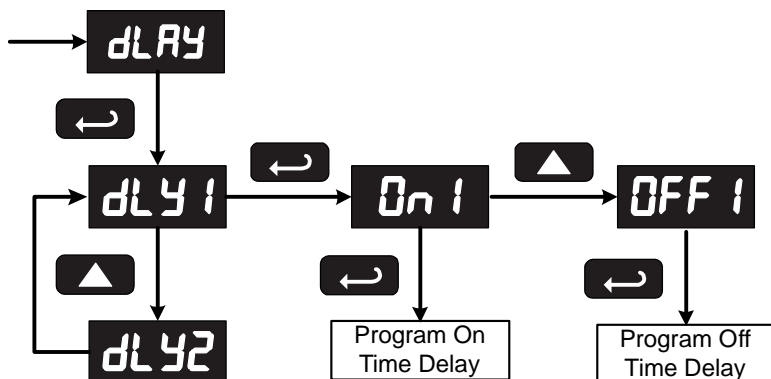 dLAY
dLY1
On1
OFF1
dLY2
Program On
Time Delay
Program Off
Time Delay